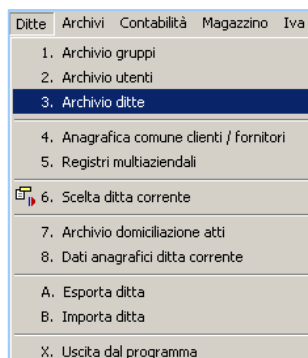 Ditte Archivi Contabilità Magazzino Iva
1. Archivio gruppi
2. Archivio utenti
3. Archivio ditte
4. Anagrafica comune clienti / fornitori
5. Registri multiaziendali
6. Scelta ditta corrente
7. Archivio domiciliazione atti
8. Dati anagrafici ditta corrente
A. Esporta ditta
B. Importa ditta
X. Uscita dal programma